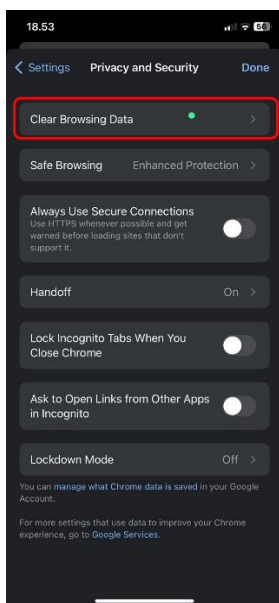 18.53
56
Settings Privacy and Security Done
Clear Browsing Data
Safe Browsing Enhanced Protection
Always Use Secure Connections
Use HTTPS whenever possible and get
warned before loading sites that don't
support it.
Handoff On
Lock Incognito Tabs When You
Close Chrome
Ask to Open Links from Other Apps
in Incognito
Lockdown Mode Off
You can manage what Chrome data is saved in your Google
Account.
For more settings that use data to improve your Chrome
experience, go to Google Services.